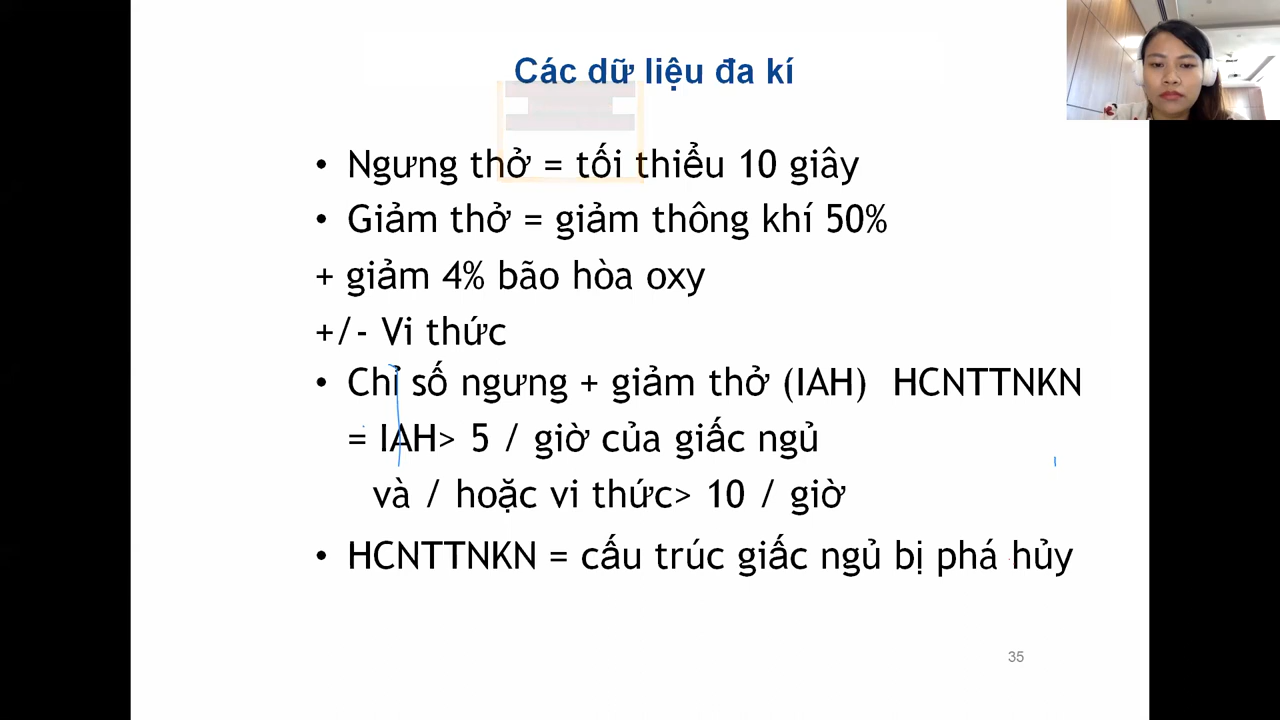 Các dữ liệu đa kí
• Ngưng thở = tối thiểu 10 giây
• Giảm thở = giảm thông khí 50%
+ giảm 4% bão hòa oxy
+/- Vi thức
• Chỉ số ngưng + giảm thở (IAH) HCNTTNKN
= IAH> 5 / giờ của giấc ngủ
và / hoặc vi thức> 10 / giờ
• HCNTTNKN = cấu trúc giấc ngủ bị phá hủy
35